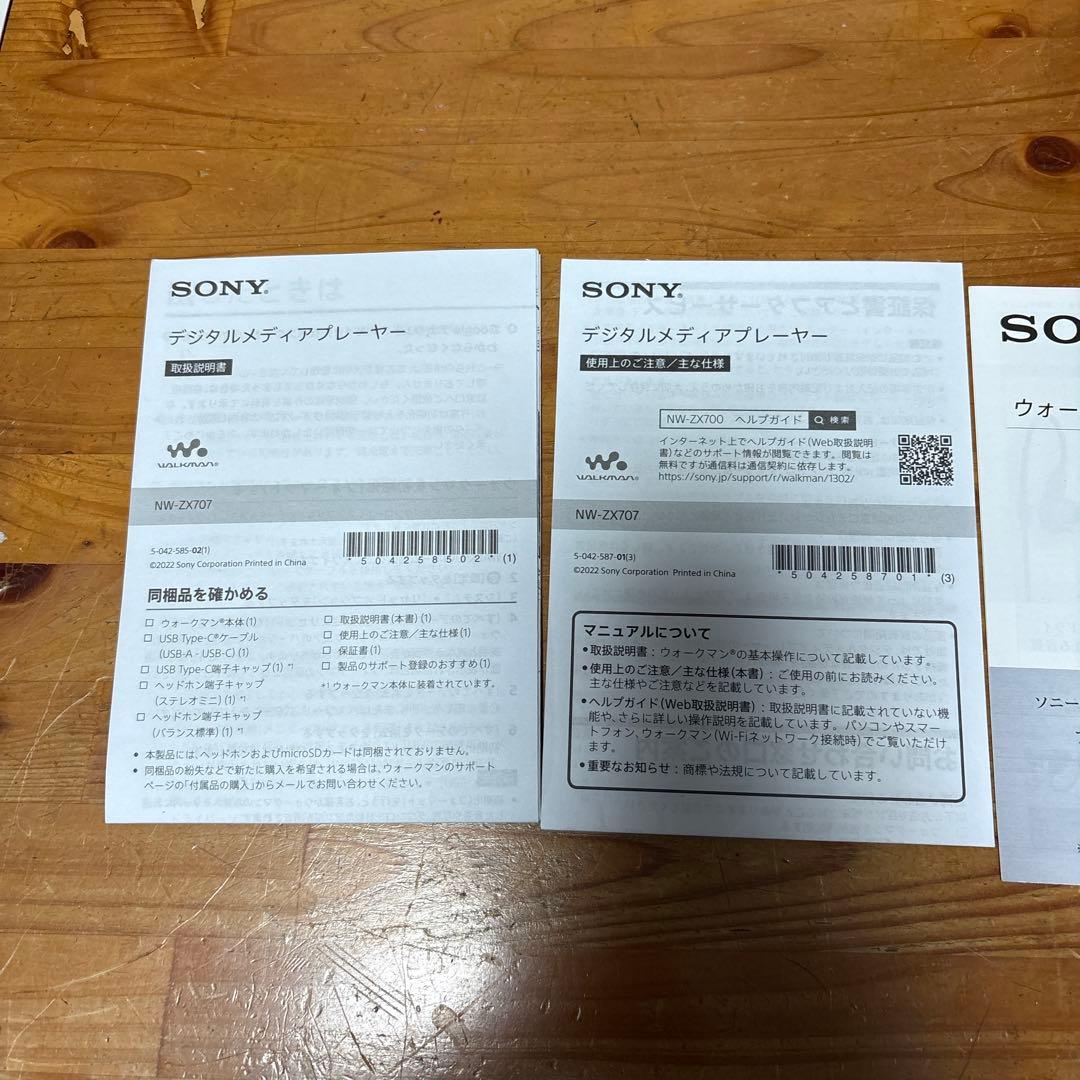 SONY®
デジタルメディアプレーヤー
取扱説明書
WALKMAN®
NW-ZX707
5-042-585-02(1)
©2022 Sony Corporation Printed in China
* 5 0 4 2 5 8 5 0 2 * (1)
同梱品を確かめる
□ ウォークマン®本体(1)
□ USB Type-C®ケーブル
(USB-A - USB-C)(1)
□ USB Type-C端子キャップ(1) *1
□ ヘッドホン端子キャップ
(ステレオミニ)(1) *1
□ ヘッドホン端子キャップ
(バランス標準)(1) *1
□ 取扱説明書(本書)(1)
□ 使用上のご注意/主な仕様(1)
□ 保証書(1)
□ 製品のサポート登録のおすすめ(1)
*1 ウォークマン本体に装着されています。
• 本製品には、ヘッドホンおよびmicroSDカードは同梱されておりません。
• 同梱品の紛失などで新たに購入を希望される場合は、ウォークマンのサポート
ページの「付属品の購入」からメールでお問い合わせください。
SONY®
デジタルメディアプレーヤー
使用上のご注意/主な仕様
NW-ZX700 ヘルプガイド 検索
インターネット上でヘルプガイド(Web取扱説明
書)などのサポート情報が閲覧できます。閲覧は
無料ですが通信料は通信契約に依存します。
https://sony.jp/support/r/walkman/1302/
WALKMAN®
NW-ZX707
5-042-587-01(3)
©2022 Sony Corporation Printed in China
* 5 0 4 2 5 8 7 0 1 * (3)
マニュアルについて
•取扱説明書:ウォークマン®の基本操作について記載しています。
•使用上のご注意/主な仕様(本書):ご使用の前にお読みください。
主な仕様やご注意などを記載しています。
•ヘルプガイド(Web取扱説明書):取扱説明書に記載されていない機
能や、さらに詳しい操作説明を記載しています。パソコンやスマー
トフォン、ウォークマン(Wi-Fiネットワーク接続時)でご覧いただけ
ます。
•重要なお知らせ:商標や法規について記載しています。
SO
ウォー
ソニー